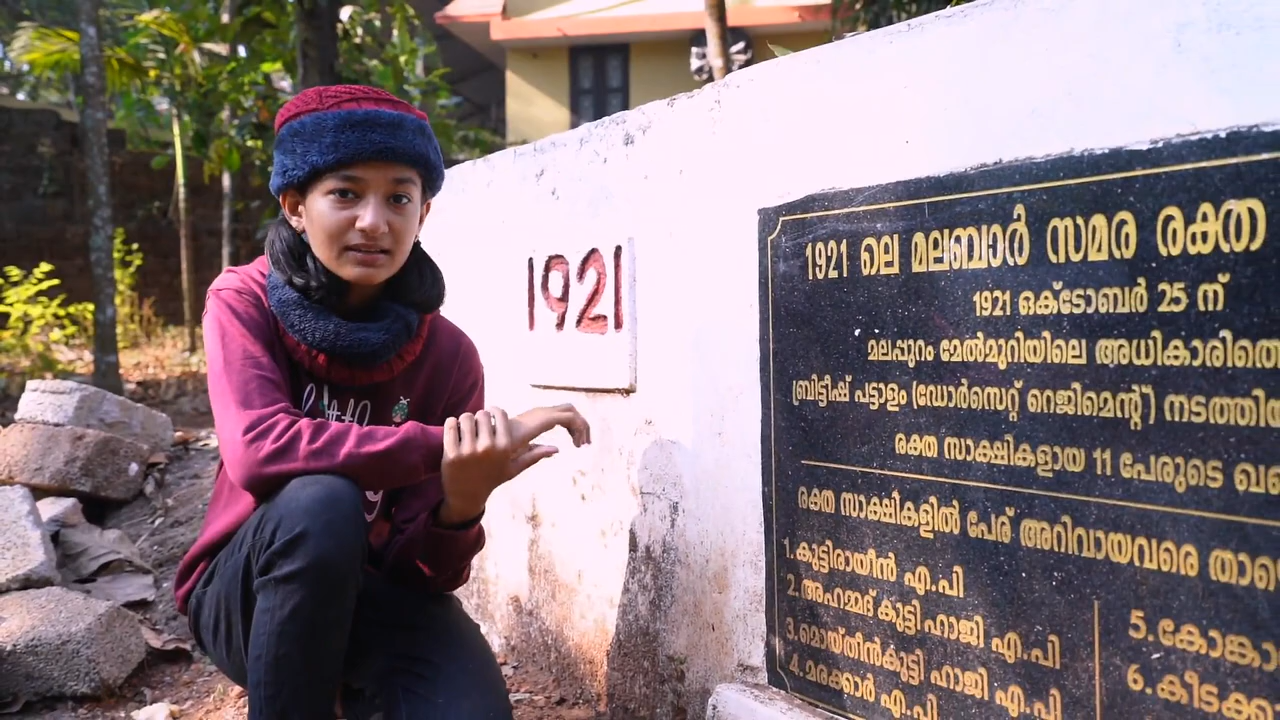 1921
1921 ലെ മലബാർ സമര രക്ത
1921 ഒക്ടോബർ 25 ന്
മലപ്പുറം മേൽമുറിയിലെ അധികാരിത്തൊ
ബ്രിട്ടീഷ് പട്ടാളം (ഡോർസെറ്റ് റെജിമെന്റ്) നടത്തിയ
രക്ത സാക്ഷികളായ 11 പേരുടെ
രക്ത സാക്ഷികളിൽ പേര് അറിവായവരെ
1. കുട്ടിരായീൻ എ.പി
2. അഹമ്മദ് കുട്ടി ഹാജി എ.പി
3. മൊയ്തീൻകുട്ടി ഹാജി എ.പി
4. മരക്കാർ എ.പി
5. കോങ്കാ
6. കീടക്ക